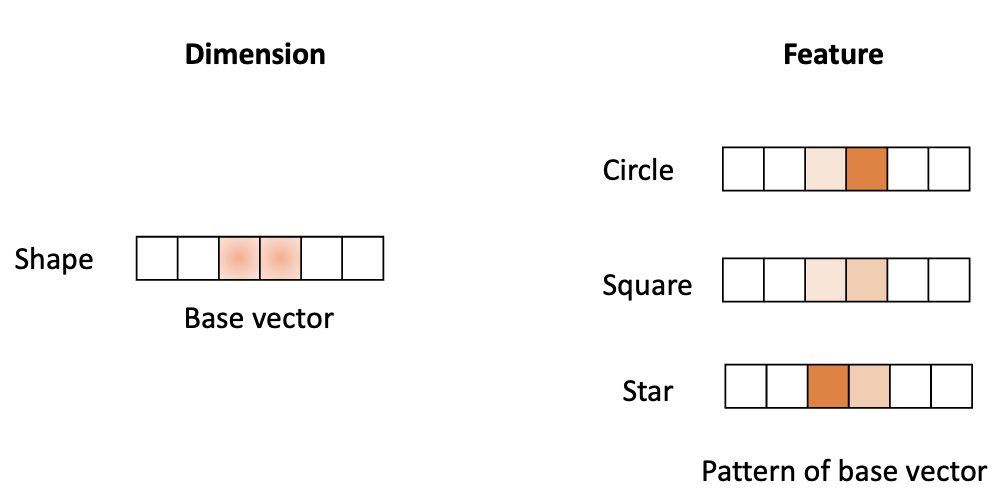 Dimension
Feature
Circle
Shape
Base vector
Square
Star
Pattern of base vector